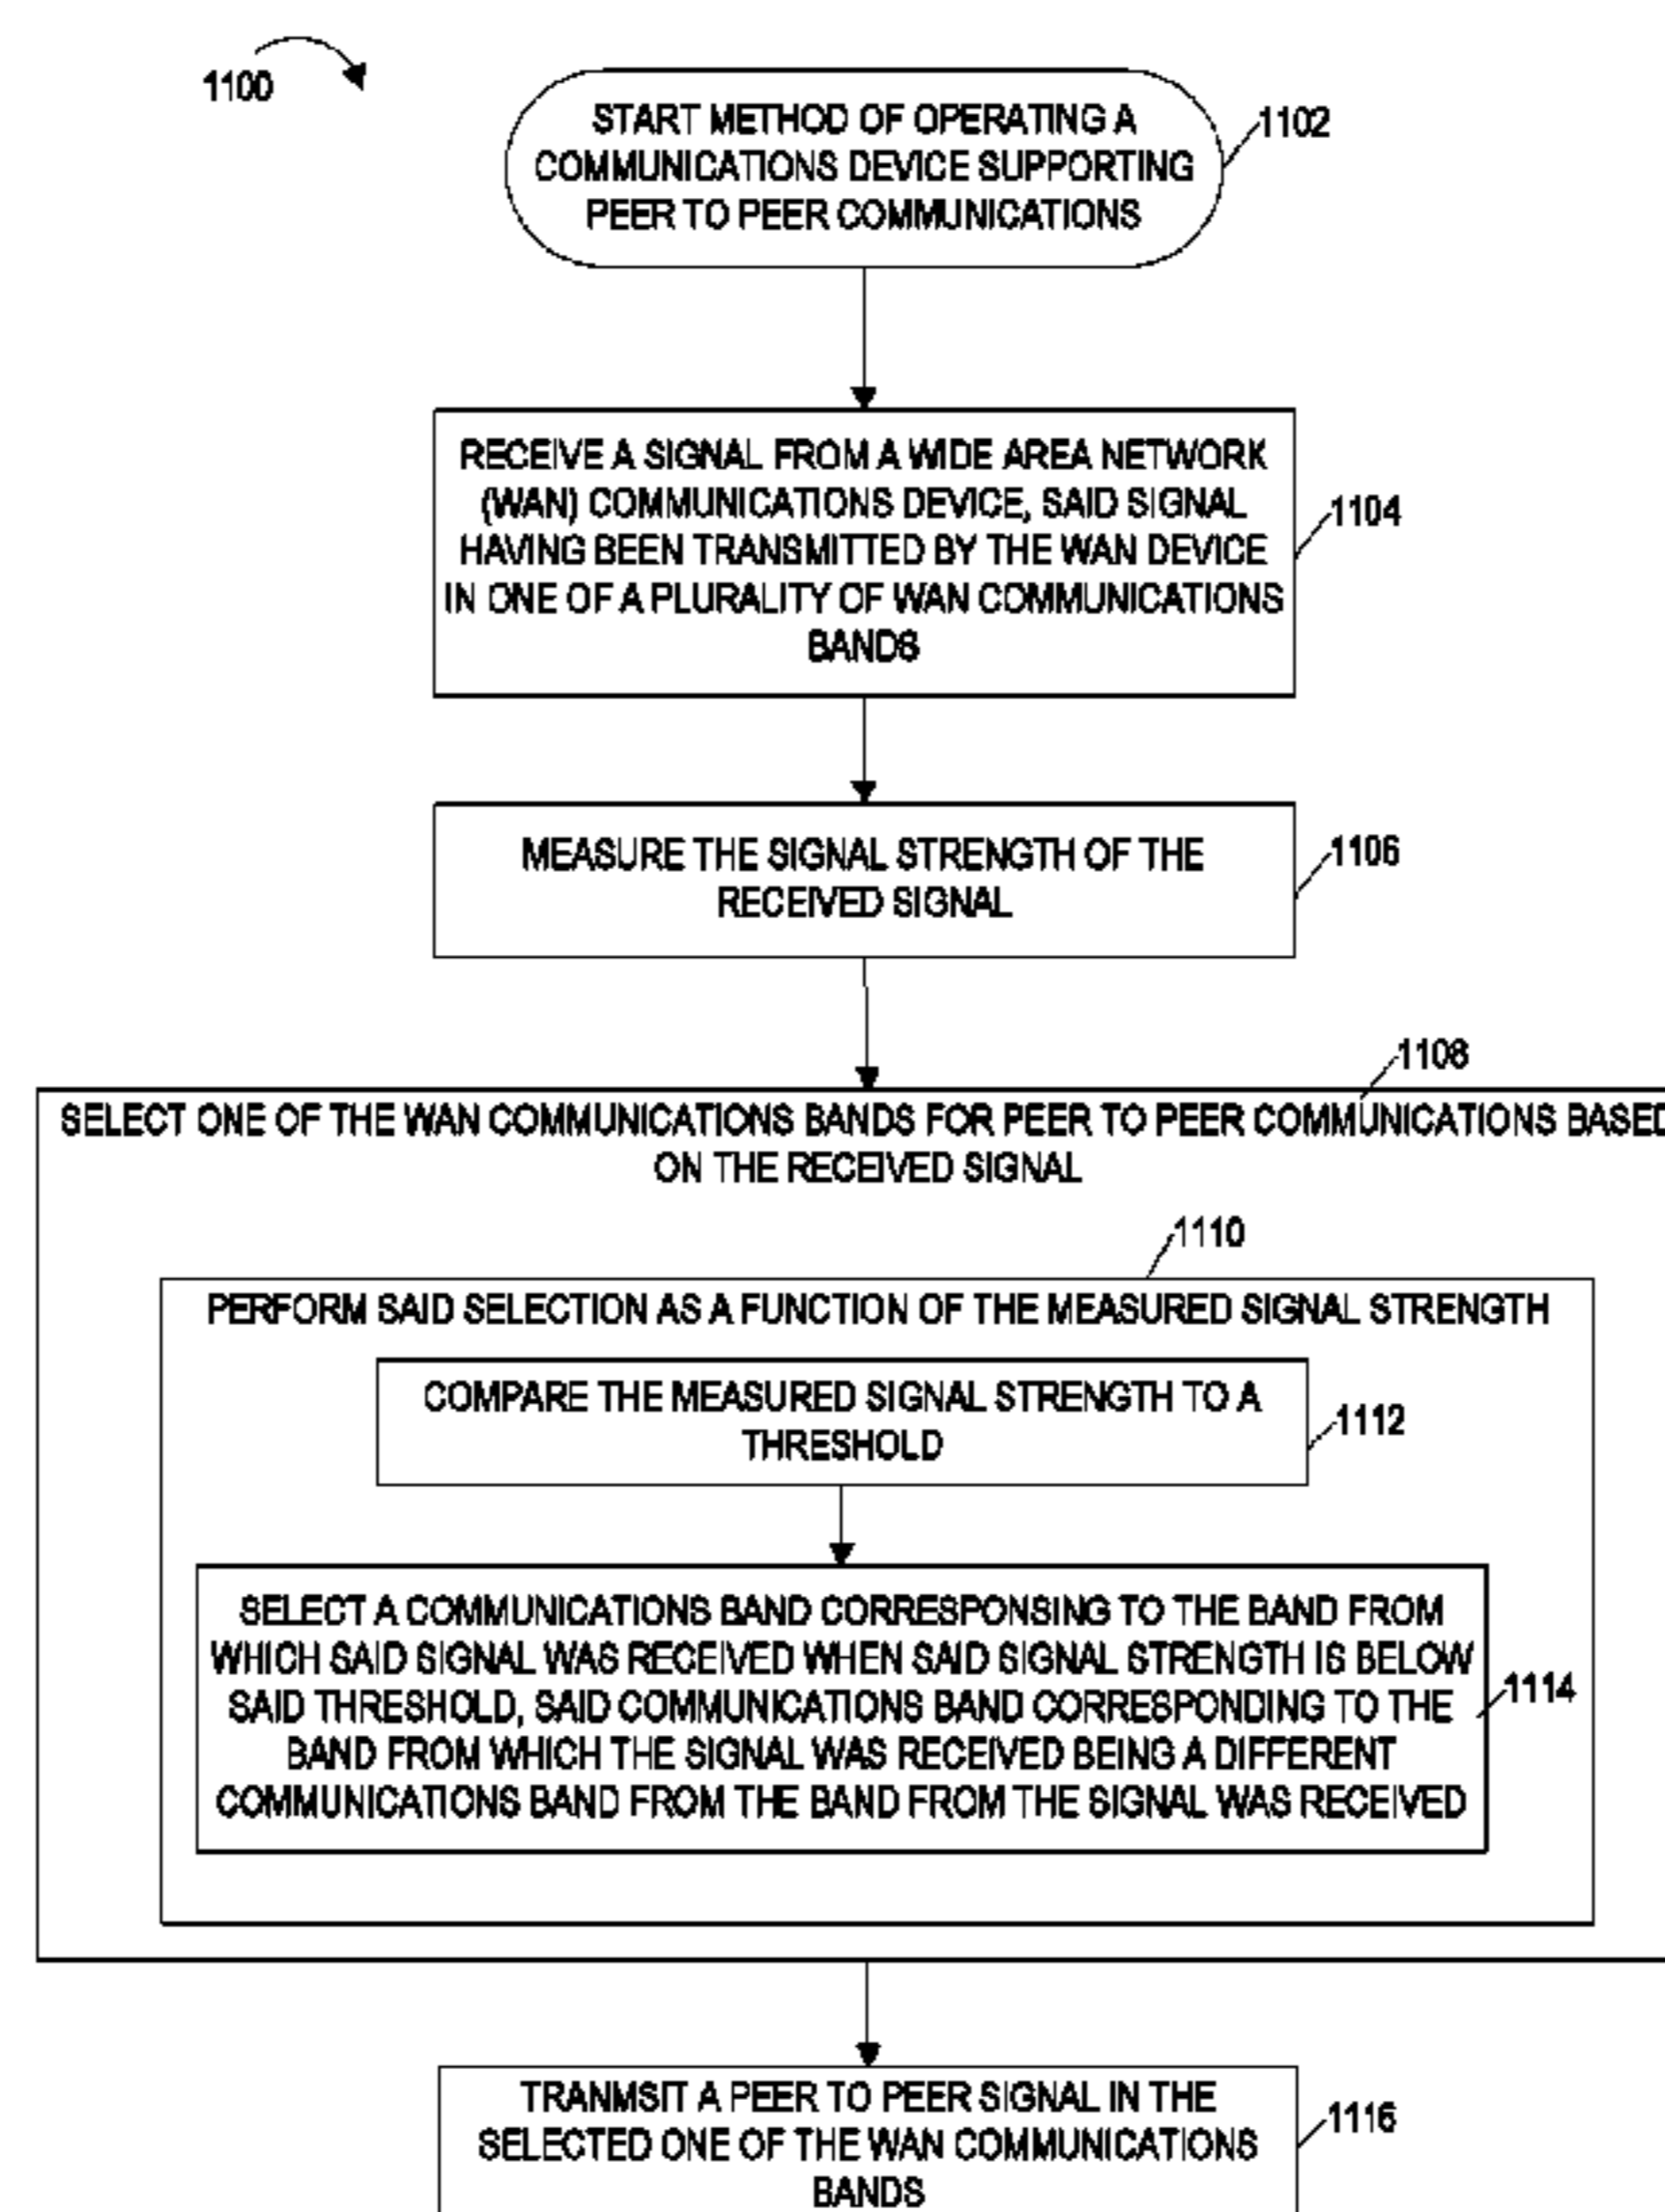 1100
START METHOD OF OPERATING A
COMMUNICATIONS DEVICE SUPPORTING
PEER TO PEER COMMUNICATIONS
1102
RECEIVE A SIGNAL FROM A WIDE AREA NETWORK
(WAN) COMMUNICATIONS DEVICE, SAID SIGNAL
HAVING BEEN TRANSMITTED BY THE WAN DEVICE
IN ONE OF A PLURALITY OF WAN COMMUNICATIONS
BANDS
1104
MEASURE THE SIGNAL STRENGTH OF THE
RECEIVED SIGNAL
1106
1108
SELECT ONE OF THE WAN COMMUNICATIONS BANDS FOR PEER TO PEER COMMUNICATIONS BASED
ON THE RECEIVED SIGNAL
1110
PERFORM SAID SELECTION AS A FUNCTION OF THE MEASURED SIGNAL STRENGTH
COMPARE THE MEASURED SIGNAL STRENGTH TO A
THRESHOLD
1112
SELECT A COMMUNICATIONS BAND CORRESPONSING TO THE BAND FROM
WHICH SAID SIGNAL WAS RECEIVED WHEN SAID SIGNAL STRENGTH IS BELOW
SAID THRESHOLD, SAID COMMUNICATIONS BAND CORRESPONDING TO THE
BAND FROM WHICH THE SIGNAL WAS RECEIVED BEING A DIFFERENT
COMMUNICATIONS BAND FROM THE BAND FROM THE SIGNAL WAS RECEIVED
1114
TRANMSIT A PEER TO PEER SIGNAL IN THE
SELECTED ONE OF THE WAN COMMUNICATIONS
BANDS
1116